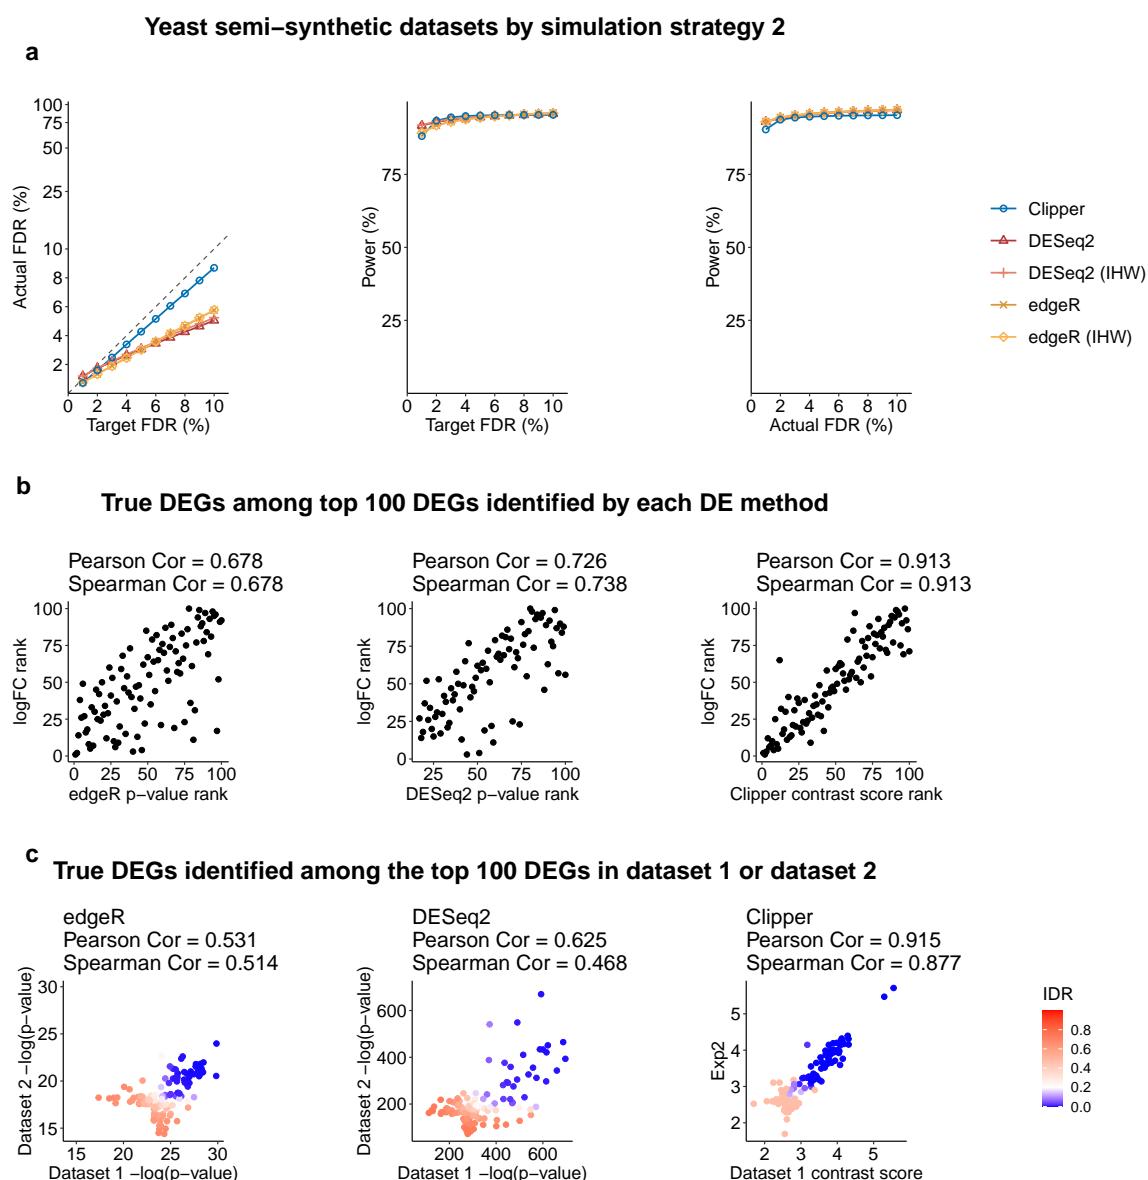 Yeast semi−synthetic datasets by simulation strategy 2
a
100
75
50
25
10
8
6
4
2
0 2 4 6 8 10
Actual FDR (%)
Target FDR (%)
75
50
25
0 2 4 6 8 10
Power (%)
Target FDR (%)
75
50
25
0 2 4 6 8 10
Power (%)
Actual FDR (%)
Clipper
DESeq2
DESeq2 (IHW)
edgeR
edgeR (IHW)
b
True DEGs among top 100 DEGs identified by each DE method
Pearson Cor = 0.678
Spearman Cor = 0.678
100
75
50
25
0
0 25 50 75 100
logFC rank
edgeR p−value rank
Pearson Cor = 0.726
Spearman Cor = 0.738
100
75
50
25
0
25 50 75 100
logFC rank
DESeq2 p−value rank
Pearson Cor = 0.913
Spearman Cor = 0.913
100
75
50
25
0
0 25 50 75 100
logFC rank
Clipper contrast score rank
c
True DEGs identified among the top 100 DEGs in dataset 1 or dataset 2
edgeR
Pearson Cor = 0.531
Spearman Cor = 0.514
30
25
20
15
15 20 25 30
Dataset 2 −log(p−value)
Dataset 1 −log(p−value)
DESeq2
Pearson Cor = 0.625
Spearman Cor = 0.468
600
400
200
200 400 600
Dataset 2 −log(p−value)
Dataset 1 −log(p−value)
Clipper
Pearson Cor = 0.915
Spearman Cor = 0.877
5
4
3
2
2 3 4 5
Exp2
Dataset 1 contrast score
IDR
0.8
0.6
0.4
0.2
0.0